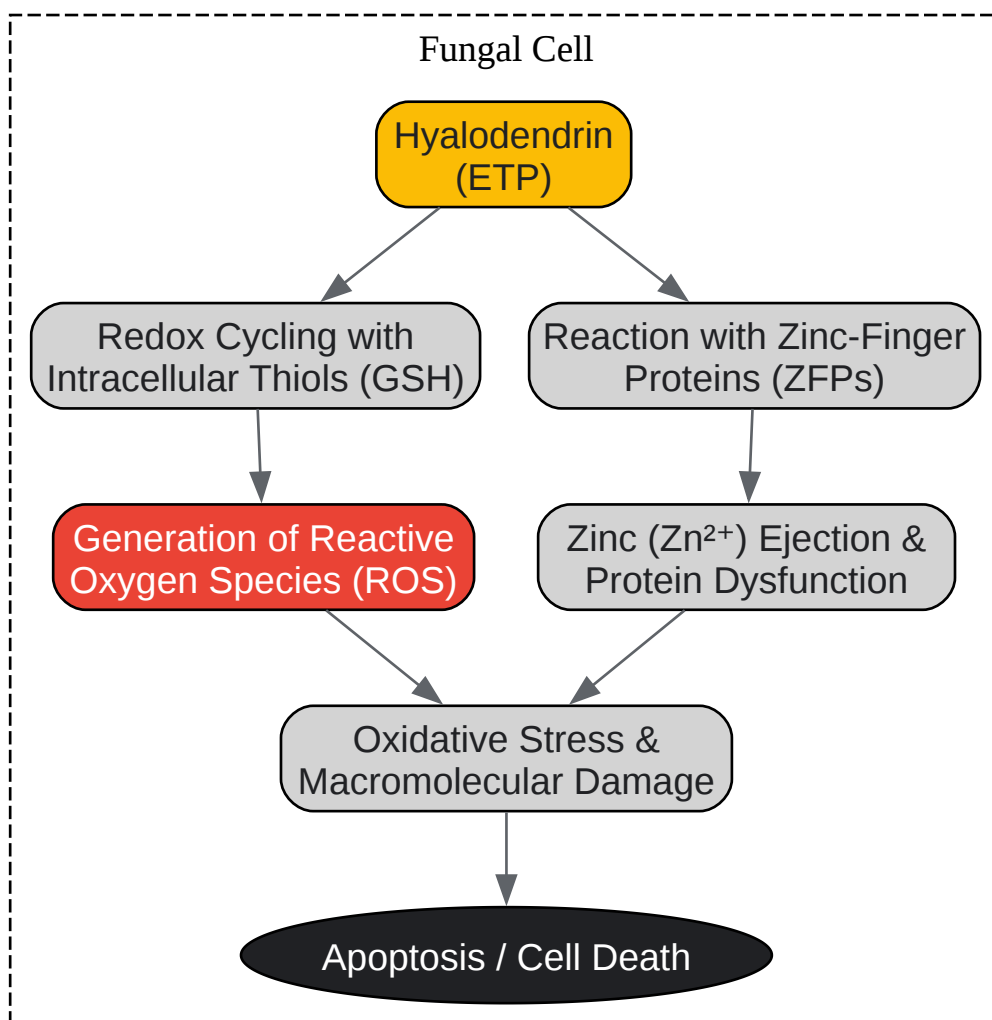 Fungal Cell
Hyalodendrin
(ETP)
Redox Cycling with
Intracellular Thiols (GSH)
Reaction with Zinc-Finger
Proteins (ZFPs)
Generation of Reactive
Oxygen Species (ROS)
Zinc (Zn²⁺) Ejection &
Protein Dysfunction
Oxidative Stress &
Macromolecular Damage
Apoptosis / Cell Death